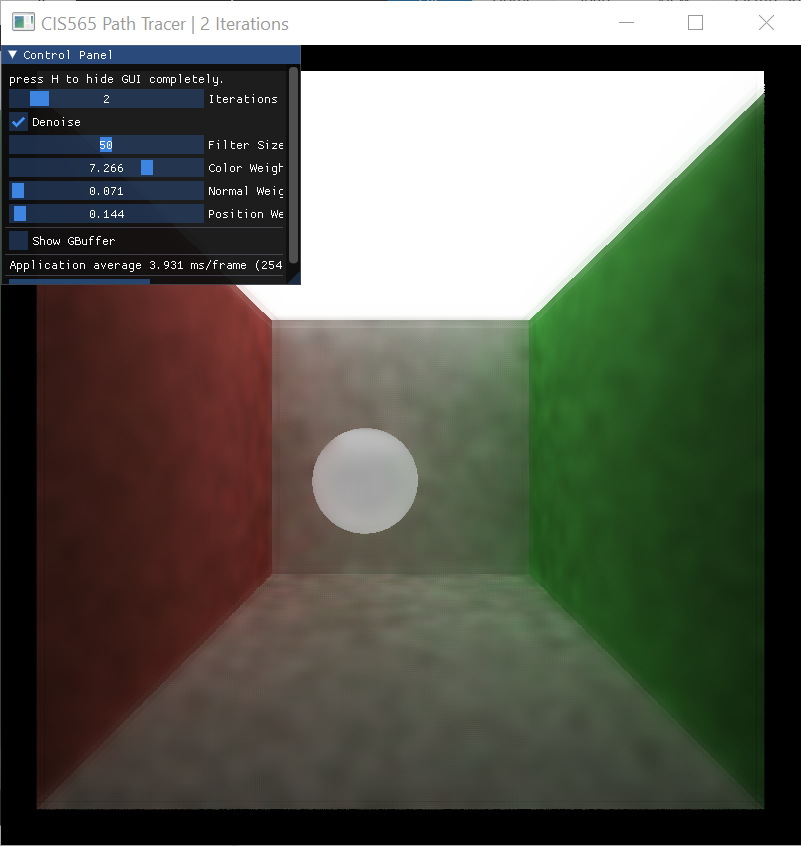 CIS565 Path Tracer | 2 Iterations
Control Panel
press H to hide GUI completely.
2 Iterations
Denoise
50 Filter Size
7.266 Color Weigh
0.071 Normal Weig
0.144 Position We
Show GBuffer
Application average 3.931 ms/frame (254